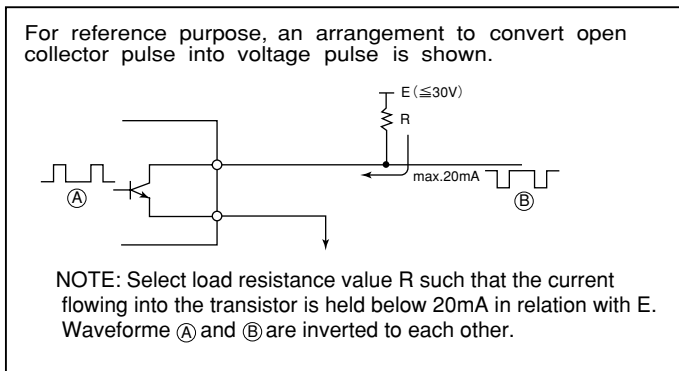 For reference purpose, an arrangement to convert open
collector pulse into voltage pulse is shown.
E (≦30V)
R
max.20mA
Ⓐ
Ⓑ
NOTE: Select load resistance value R such that the current
flowing into the transistor is held below 20mA in relation with E.
Waveforme Ⓐ and Ⓑ are inverted to each other.